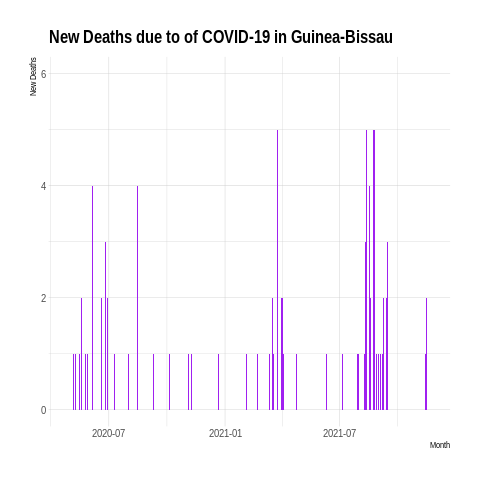 New Deaths due to of COVID-19 in Guinea-Bissau
New Deaths
6
4
2
0
2020-07 2021-01 2021-07
Month